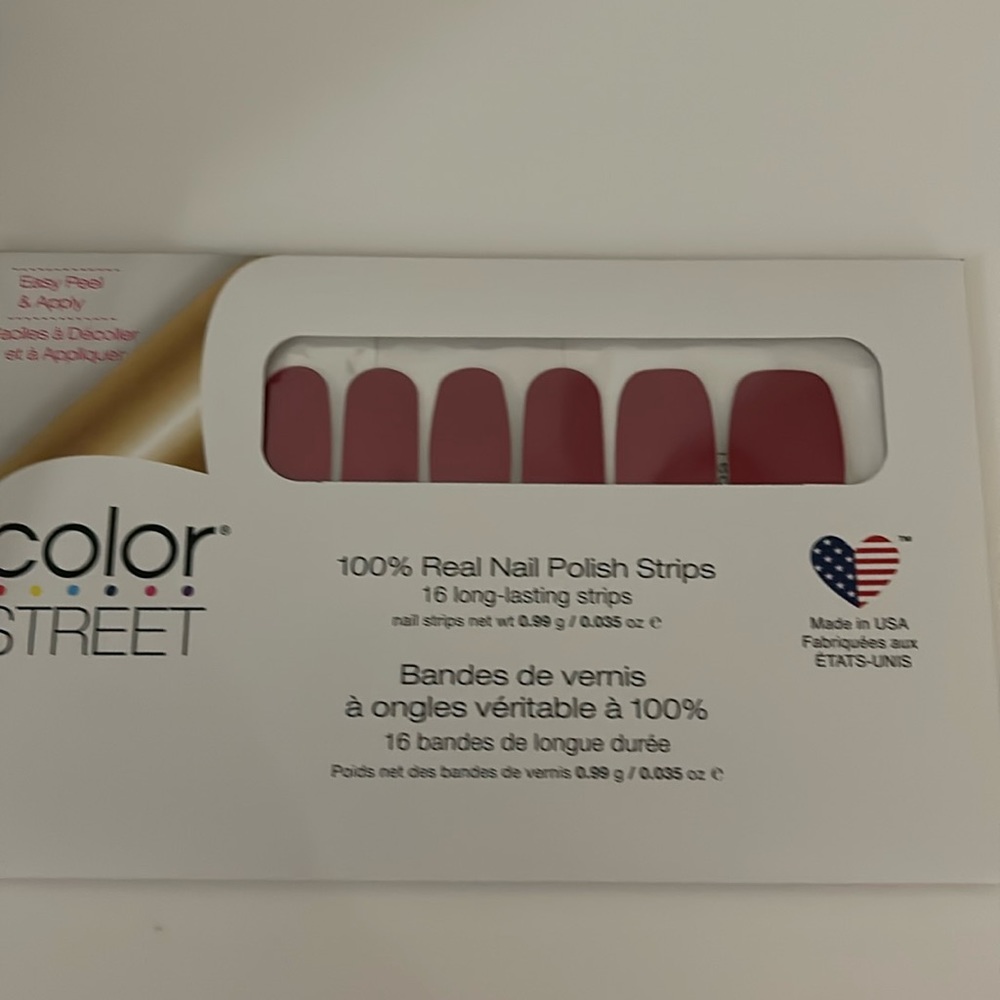 Easy Peel
& Apply
Faciles à Décoller
et à Appliquer
color®
STREET
100% Real Nail Polish Strips
16 long-lasting strips
nail strips net wt 0.99 g / 0.035 oz ℮
Bandes de vernis
à ongles véritable à 100%
16 bandes de longue durée
Poids net des bandes de vernis 0.99 g / 0.035 oz ℮
™
Made in USA
Fabriquées aux
ÉTATS-UNIS